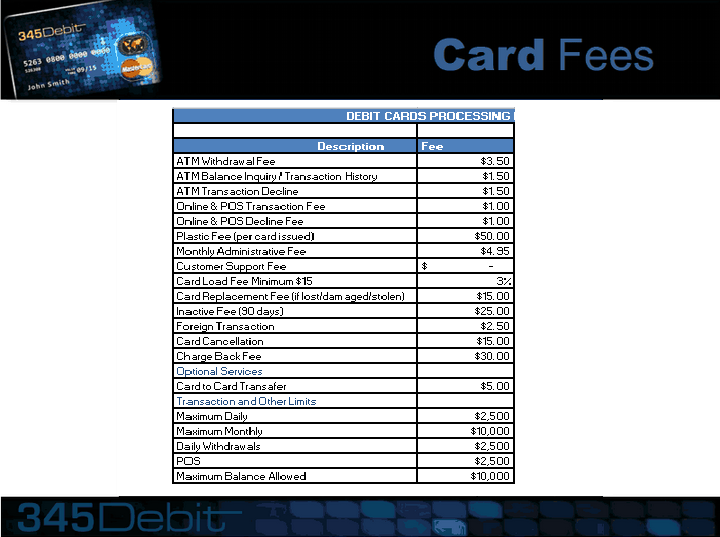 345Debit
5263 0800 0000 0000
09/15
John Smith
MasterCard
Card Fees
DEBIT CARDS PROCESSING
Description Fee
ATM Withdrawal Fee $3.50
ATM Balance Inquiry / Transaction History $1.50
ATM Transaction Decline $1.50
Online & POS Transaction Fee $1.00
Online & POS Decline Fee $1.00
Plastic Fee (per card issued) $50.00
Monthly Administrative Fee $4.95
Customer Support Fee $ -
Card Load Fee Minimum $15 3%
Card Replacement Fee (if lost/damaged/stolen) $15.00
Inactive Fee (90 days) $25.00
Foreign Transaction $2.50
Card Cancellation $15.00
Charge Back Fee $30.00
Optional Services
Card to Card Transafer $5.00
Transaction and Other Limits
Maximum Daily $2,500
Maximum Monthly $10,000
Daily Withdrawals $2,500
POS $2,500
Maximum Balance Allowed $10,000
345Debit